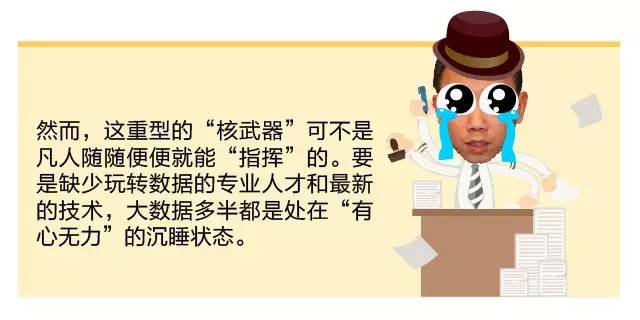 然而，这重型的“核武器”可不是
凡人随随便便就能“指挥”的。要
是缺少玩转数据的专业人才和最新
的技术，大数据多半都是处在“有
心无力”的沉睡状态。